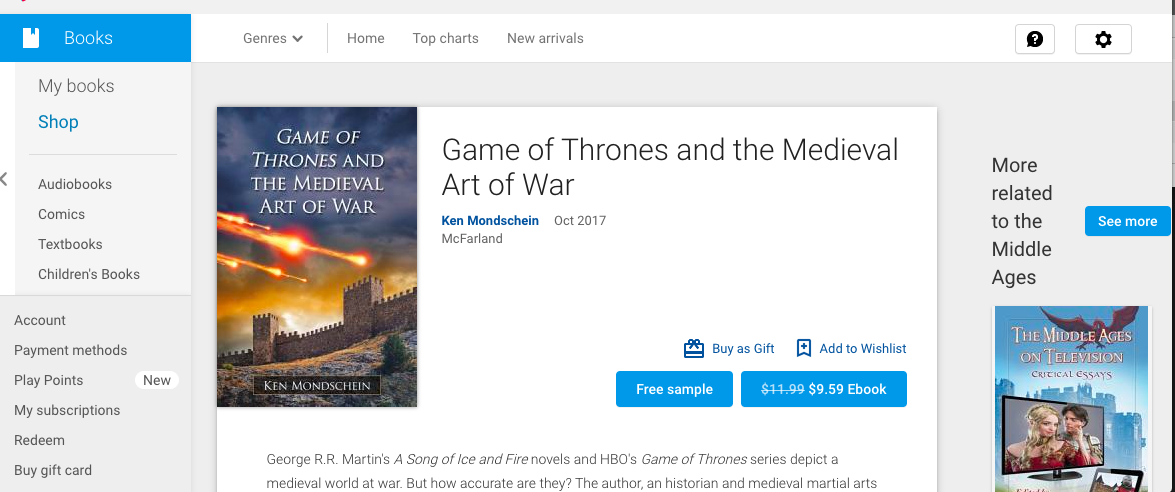 Books
Genres
Home
Top charts
New arrivals
My books
Shop
Audiobooks
Comics
Textbooks
Children's Books
Account
Payment methods
Play Points
New
My subscriptions
Redeem
Buy gift card
GAME OF
THRONES AND
THE MEDIEVAL
ART OF WAR
KEN MONDSCHEIN
Game of Thrones and the Medieval
Art of War
Ken Mondschein Oct 2017
McFarland
Buy as Gift
Add to Wishlist
Free sample
$11.99 $9.59 Ebook
George R.R. Martin's A Song of Ice and Fire novels and HBO's Game of Thrones series depict a
medieval world at war. But how accurate are they? The author, an historian and medieval martial arts
More
related
to the
Middle
Ages
See more
THE MIDDLE AGES
ON TELEVISION
CRITICAL ESSAYS